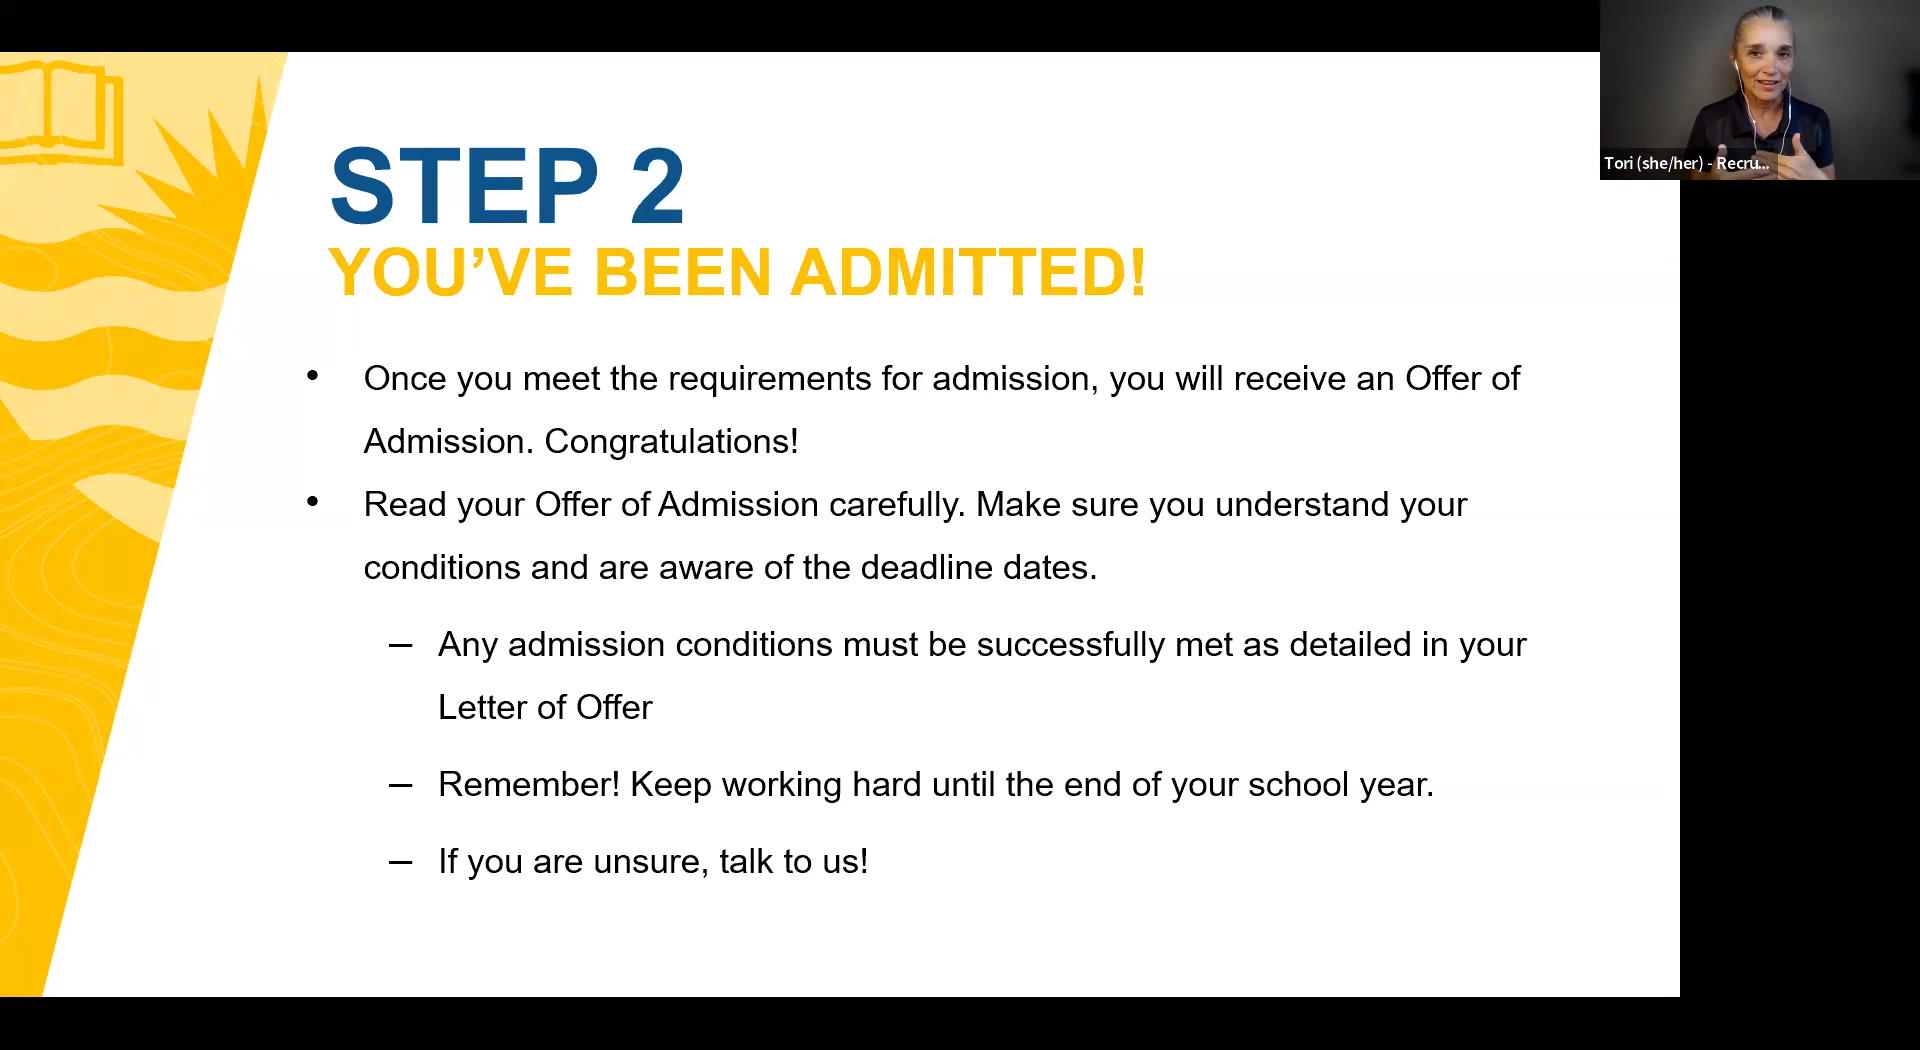 STEP 2
YOU’VE BEEN ADMITTED!
• Once you meet the requirements for admission, you will receive an Offer of
Admission. Congratulations!
• Read your Offer of Admission carefully. Make sure you understand your
conditions and are aware of the deadline dates.
– Any admission conditions must be successfully met as detailed in your
Letter of Offer
– Remember! Keep working hard until the end of your school year.
– If you are unsure, talk to us!
Tori (she/her) - Recru...